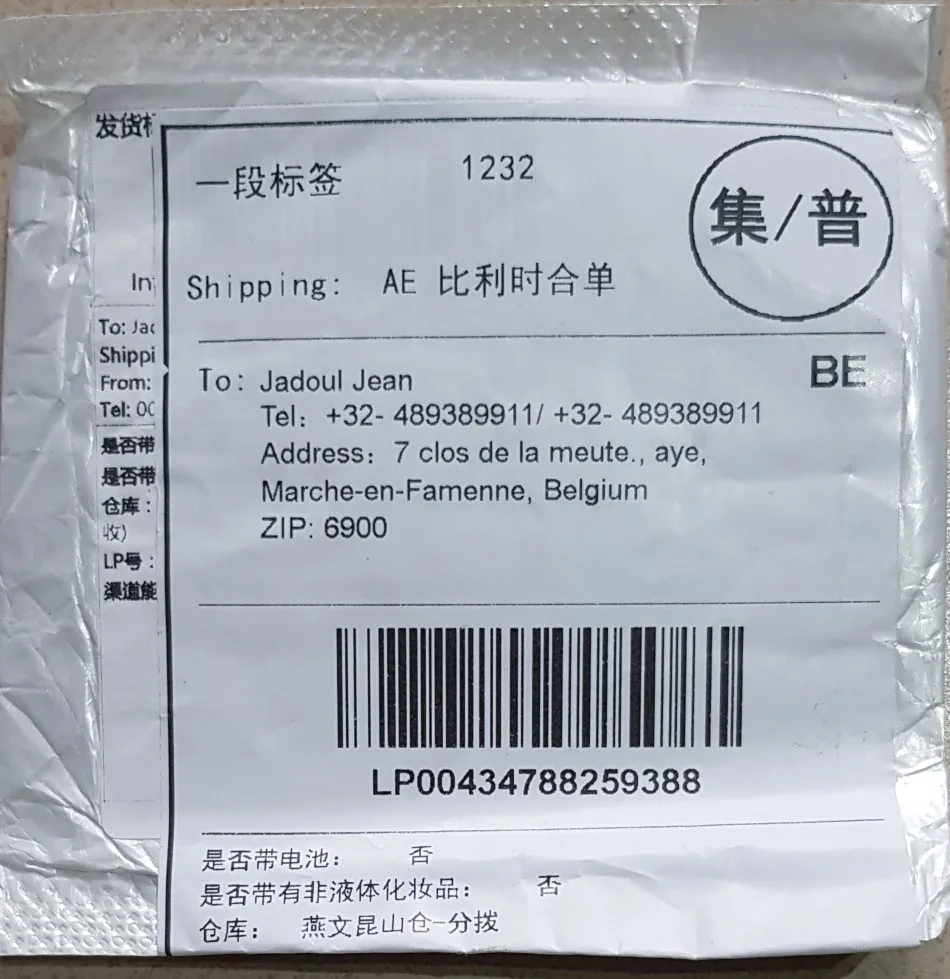 发货
In
To: Jad
Shippi
From:
Tel: 00
是否带
是否带
仓库：
收)
LP号：
渠道能
一段标签 1232
集/普
Shipping: AE 比利时合单
BE
To: Jadoul Jean
Tel: +32- 489389911/ +32- 489389911
Address: 7 clos de la meute., aye,
Marche-en-Famenne, Belgium
ZIP: 6900
LP00434788259388
是否带电池： 否
是否带有非液体化妆品： 否
仓库： 燕文昆山仓-分拨